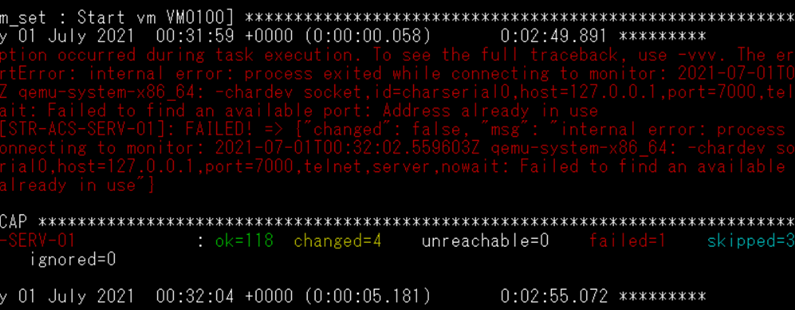 m_set : Start vm VM0100] *********************************************************
y 01 July 2021  00:31:59 +0000 (0:00:00.058)       0:02:49.891 *********
ption occurred during task execution. To see the full traceback, use -vvv. The er
rtError: internal error: process exited while connecting to monitor: 2021-07-01T0
Z qemu-system-x86_64: -chardev socket,id=charserial0,host=127.0.0.1,port=7000,tel
ait: Failed to find an available port: Address already in use
[STR-ACS-SERV-01]: FAILED! => ["changed": false, "msg": "internal error: process
onnecting to monitor: 2021-07-01T00:32:02.559603Z qemu-system-x86_64: -chardev so
rial0,host=127.0.0.1,port=7000,telnet,server,nowait: Failed to find an available
already in use"]
CAP ******************************************************************************
-SERV-01             : ok=118  changed=4    unreachable=0    failed=1    skipped=3
ignored=0
y 01 July 2021  00:32:04 +0000 (0:00:05.181)       0:02:55.072 *********